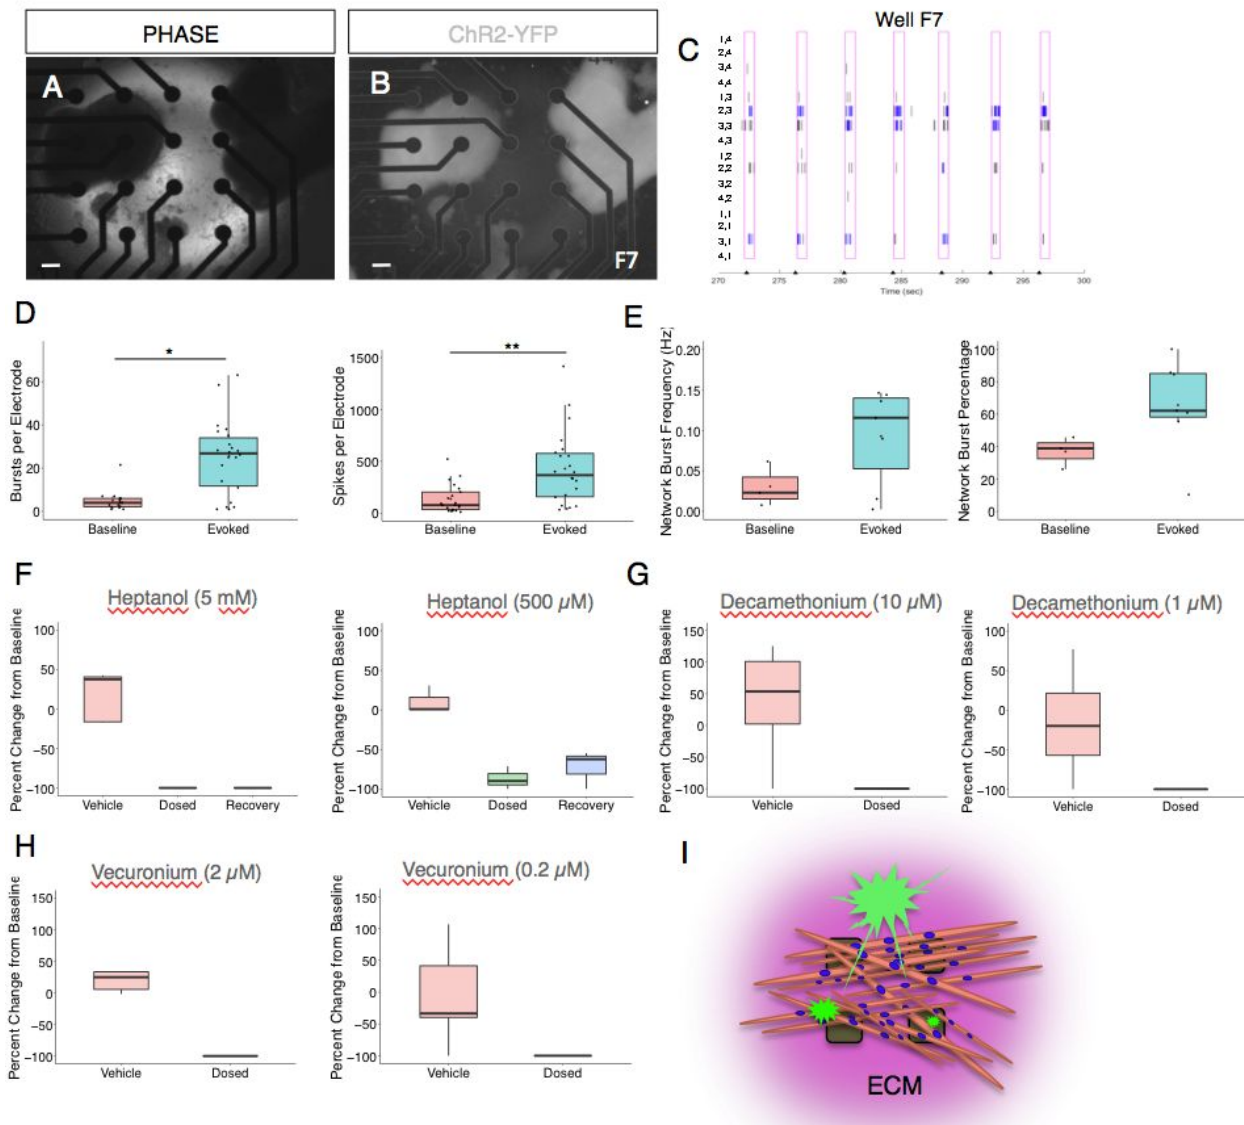 PHASE
ChR2-YFP
A
B
F7
C
Well F7
1,4
2,4
3,4
4,4
1,3
2,3
3,3
4,3
1,2
2,2
3,2
4,2
1,1
2,1
3,1
4,1
270 275 280 285 290 295 300
Time (sec)
D
Bursts per Electrode
60
40
20
0
*
Baseline Evoked
Spikes per Electrode
1500
1000
500
0
**
Baseline Evoked
E
Network Burst Frequency (Hz)
0.20
0.15
0.10
0.05
0.00
Baseline Evoked
Network Burst Percentage
100
80
60
40
20
0
Baseline Evoked
F
Heptanol (5 mM)
Percent Change from Baseline
100
50
0
−50
−100
Vehicle Dosed Recovery
Heptanol (500 µM)
Percent Change from Baseline
100
50
0
−50
−100
Vehicle Dosed Recovery
G
Decamethonium (10 µM)
Percent Change from Baseline
150
100
50
0
−50
−100
Vehicle Dosed
Decamethonium (1 µM)
Percent Change from Baseline
100
50
0
−50
−100
Vehicle Dosed
H
Vecuronium (2 µM)
Percent Change from Baseline
150
100
50
0
−50
−100
Vehicle Dosed
Vecuronium (0.2 µM)
Percent Change from Baseline
150
100
50
0
−50
−100
Vehicle Dosed
I
ECM